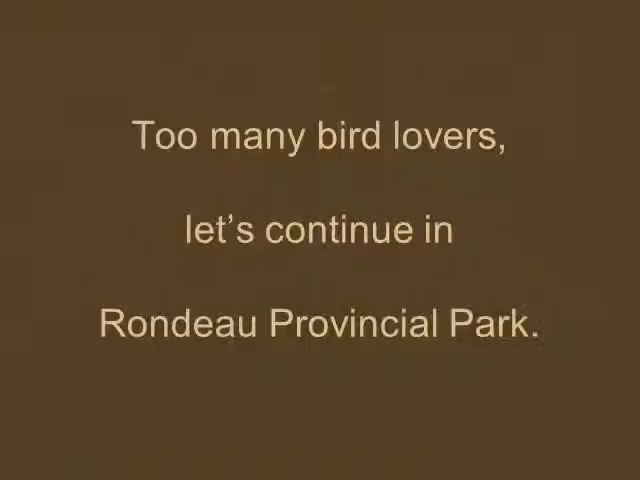 Too many bird lovers,
let’s continue in
Rondeau Provincial Park.